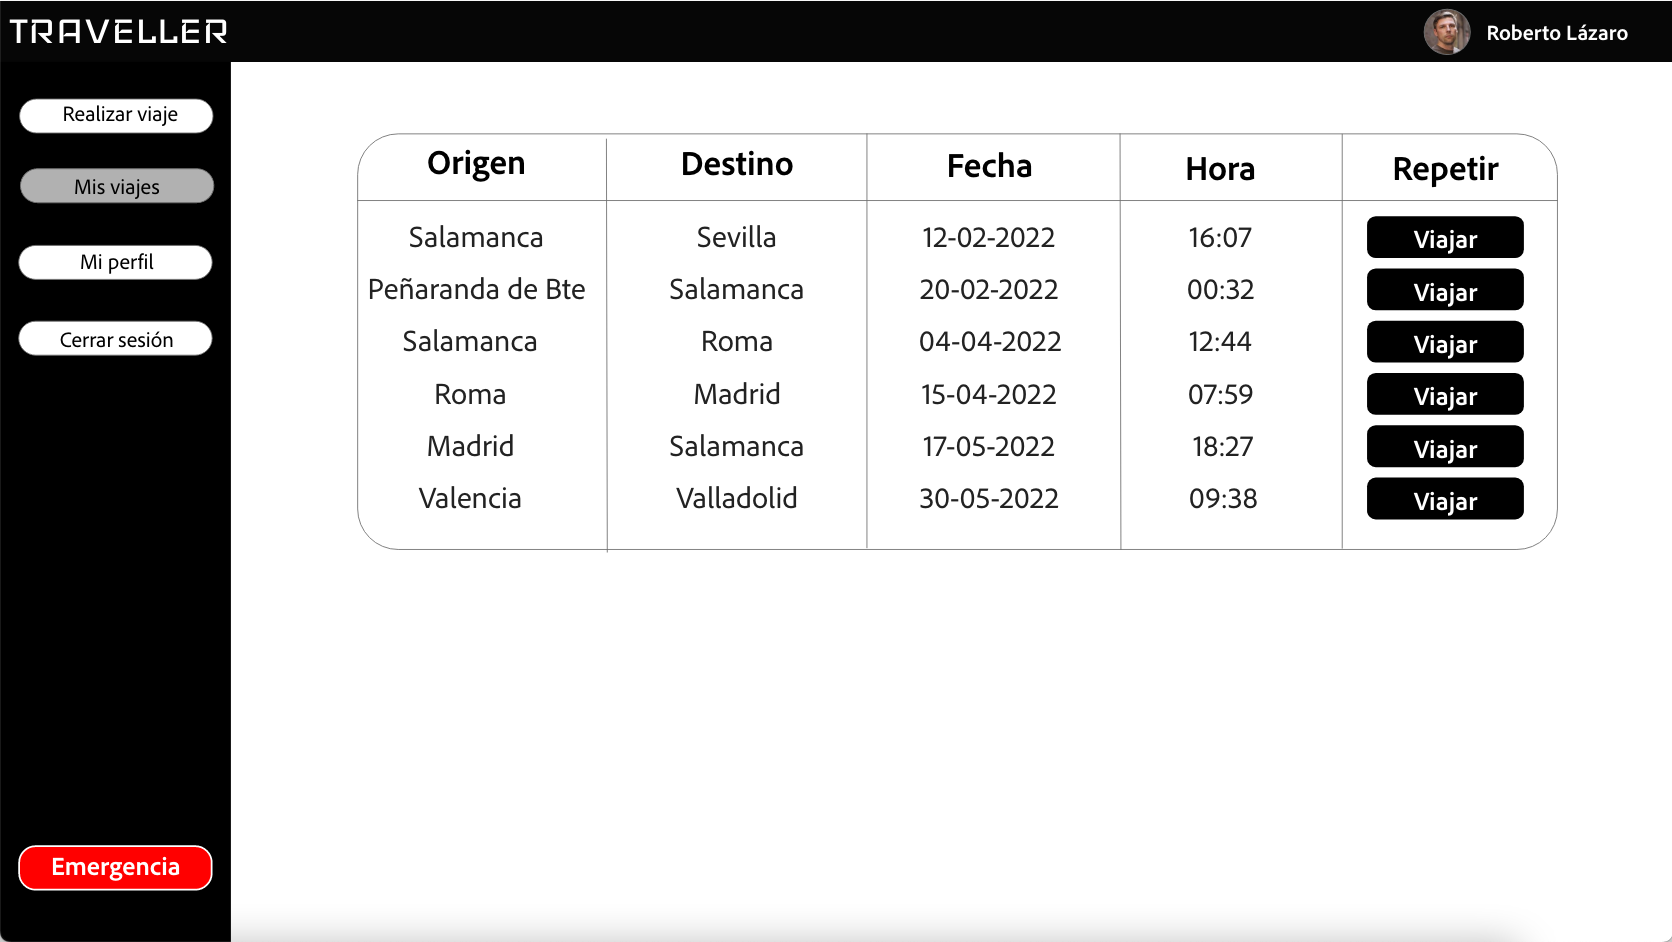 TRAVELLER
Roberto Lázaro
Realizar viaje
Mis viajes
Mi perfil
Cerrar sesión
Emergencia
Origen Destino Fecha Hora Repetir
Salamanca Sevilla 12-02-2022 16:07 Viajar
Peñaranda de Bte Salamanca 20-02-2022 00:32 Viajar
Salamanca Roma 04-04-2022 12:44 Viajar
Roma Madrid 15-04-2022 07:59 Viajar
Madrid Salamanca 17-05-2022 18:27 Viajar
Valencia Valladolid 30-05-2022 09:38 Viajar